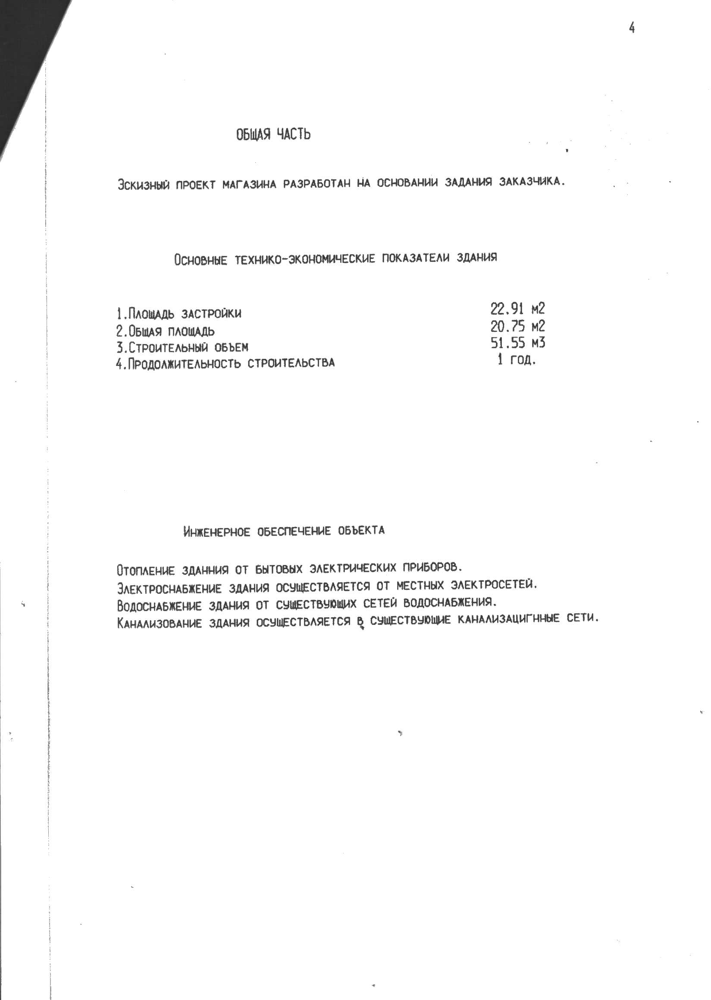 4
ОБЩАЯ ЧАСТЬ
Эскизный проект магазина разработан на основании задания заказчика.
Основные технико-экономические показатели здания
1.Площадь застройки 22.91 м2
2.Общая площадь 20.75 м2
3.Строительный объем 51.55 м3
4.Продолжительность строительства 1 год.
Инженерное обеспечение объекта
Отопление данния от бытовых электрических приборов.
Электроснабжение здания осуществляется от местных электросетей.
Водоснабжение здания от существующих сетей водоснабжения.
Канализование здания осуществляется в существующие канализацигнные сети.